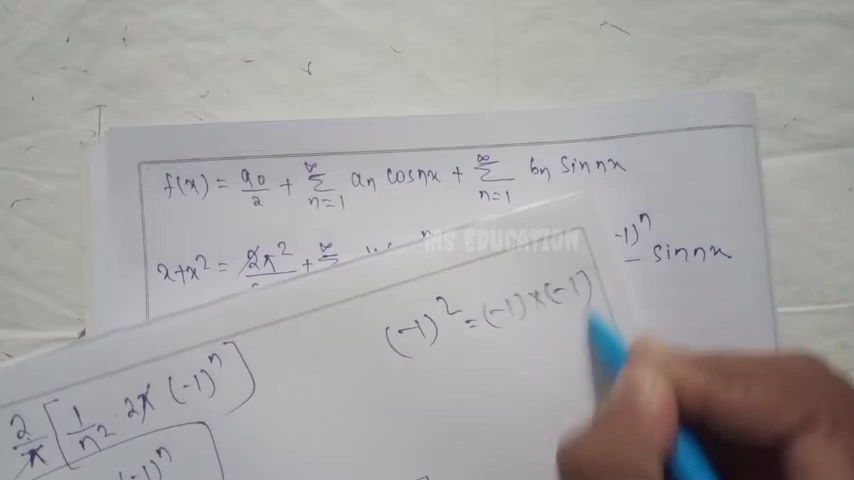 f(x) = a0/2 + ∞ Σ n=1 an cosnx + ∞ Σ n=1 bn sinnx
x+x² = 2π² + ∞ Σ (-1)ⁿ sinnx
MS EDUCATION
(-1)² = (-1)×(-1)
2/π [1/n² 2π (-1)ⁿ]
(-1)ⁿ